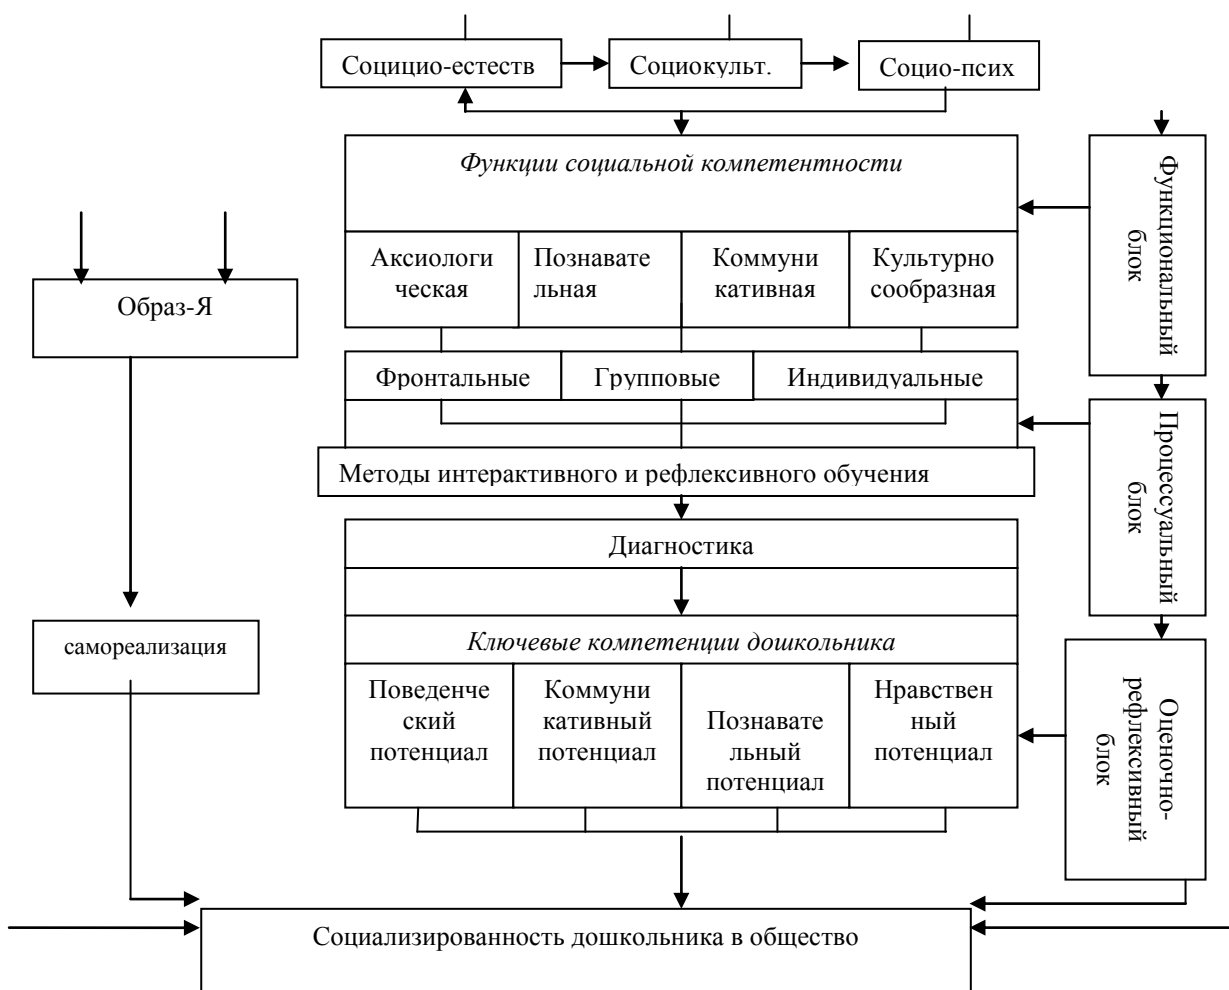 Социцио-естеств
Социокульт.
Социо-псих
Функции социальной компетентности
Аксиологи
ческая
Познавате
льная
Коммуни
кативная
Культурно
сообразная
Функциональный
блок
Образ-Я
Фронтальные
Групповые
Индивидуальные
Методы интерактивного и рефлексивного обучения
Процессуальный
блок
Диагностика
самореализация
Ключевые компетенции дошкольника
Поведенче
ский
потенциал
Коммуни
кативный
потенциал
Познавате
льный
потенциал
Нравствен
ный
потенциал
Оценочно-
рефлексивный
блок
Социализированность дошкольника в общество